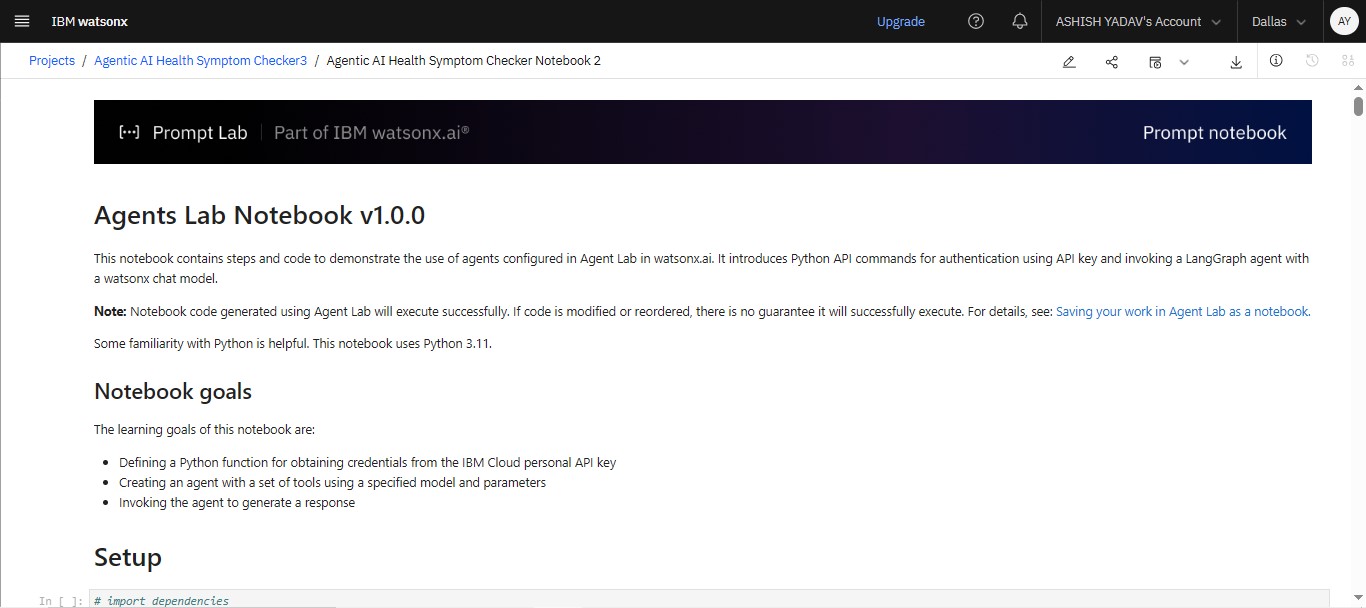 IBM watsonx
Upgrade
ASHISH YADAV's Account
Dallas
AY
Projects / Agentic AI Health Symptom Checker3 / Agentic AI Health Symptom Checker Notebook 2
Prompt Lab
Part of IBM watsonx.ai®
Prompt notebook
Agents Lab Notebook v1.0.0
This notebook contains steps and code to demonstrate the use of agents configured in Agent Lab in watsonx.ai. It introduces Python API commands for authentication using API key and invoking a LangGraph agent with
a watsonx chat model.
Note: Notebook code generated using Agent Lab will execute successfully. If code is modified or reordered, there is no guarantee it will successfully execute. For details, see: Saving your work in Agent Lab as a notebook.
Some familiarity with Python is helpful. This notebook uses Python 3.11.
Notebook goals
The learning goals of this notebook are:
• Defining a Python function for obtaining credentials from the IBM Cloud personal API key
• Creating an agent with a set of tools using a specified model and parameters
• Invoking the agent to generate a response
Setup
In [ ]: # import dependencies